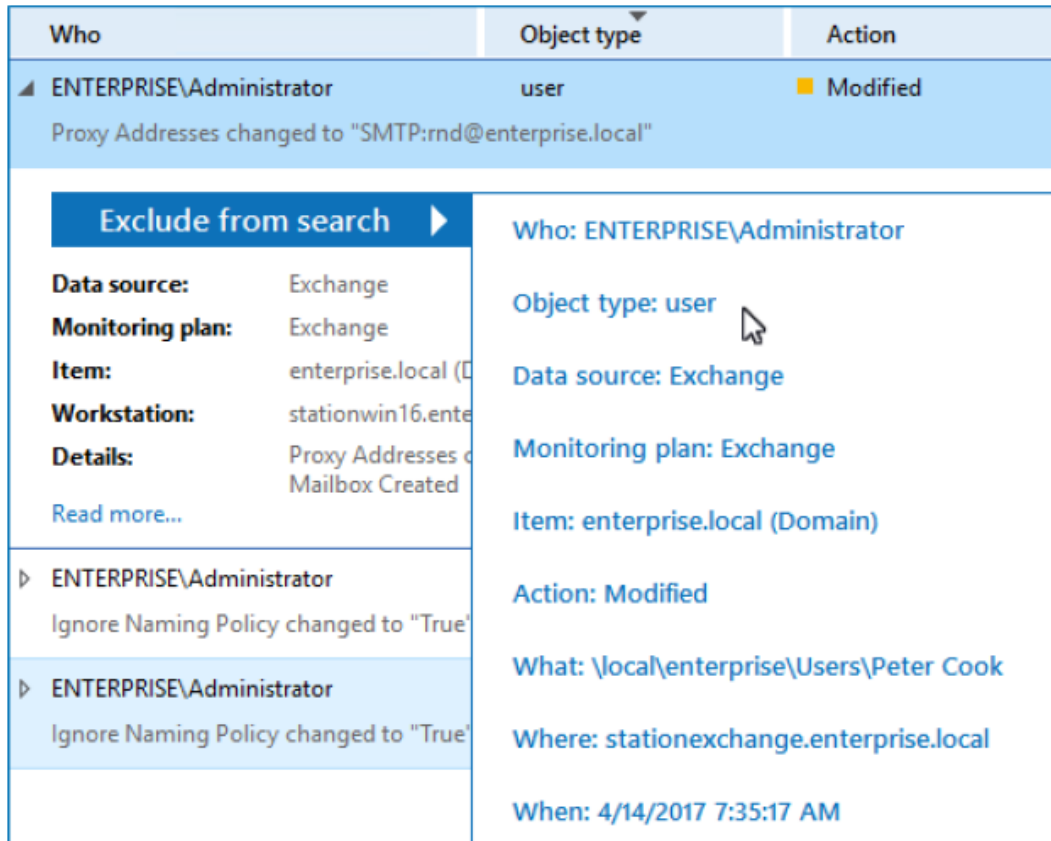 Who Object type Action
ENTERPRISE\Administrator user Modified
Proxy Addresses changed to "SMTP:rnd@enterprise.local"
Exclude from search
Data source: Exchange
Monitoring plan: Exchange
Item: enterprise.local (D
Workstation: stationwin16.ente
Details: Proxy Addresses c
Mailbox Created
Read more...
Who: ENTERPRISE\Administrator
Object type: user
Data source: Exchange
Monitoring plan: Exchange
Item: enterprise.local (Domain)
Action: Modified
What: \local\enterprise\Users\Peter Cook
Where: stationexchange.enterprise.local
When: 4/14/2017 7:35:17 AM
ENTERPRISE\Administrator
Ignore Naming Policy changed to "True"
ENTERPRISE\Administrator
Ignore Naming Policy changed to "True"